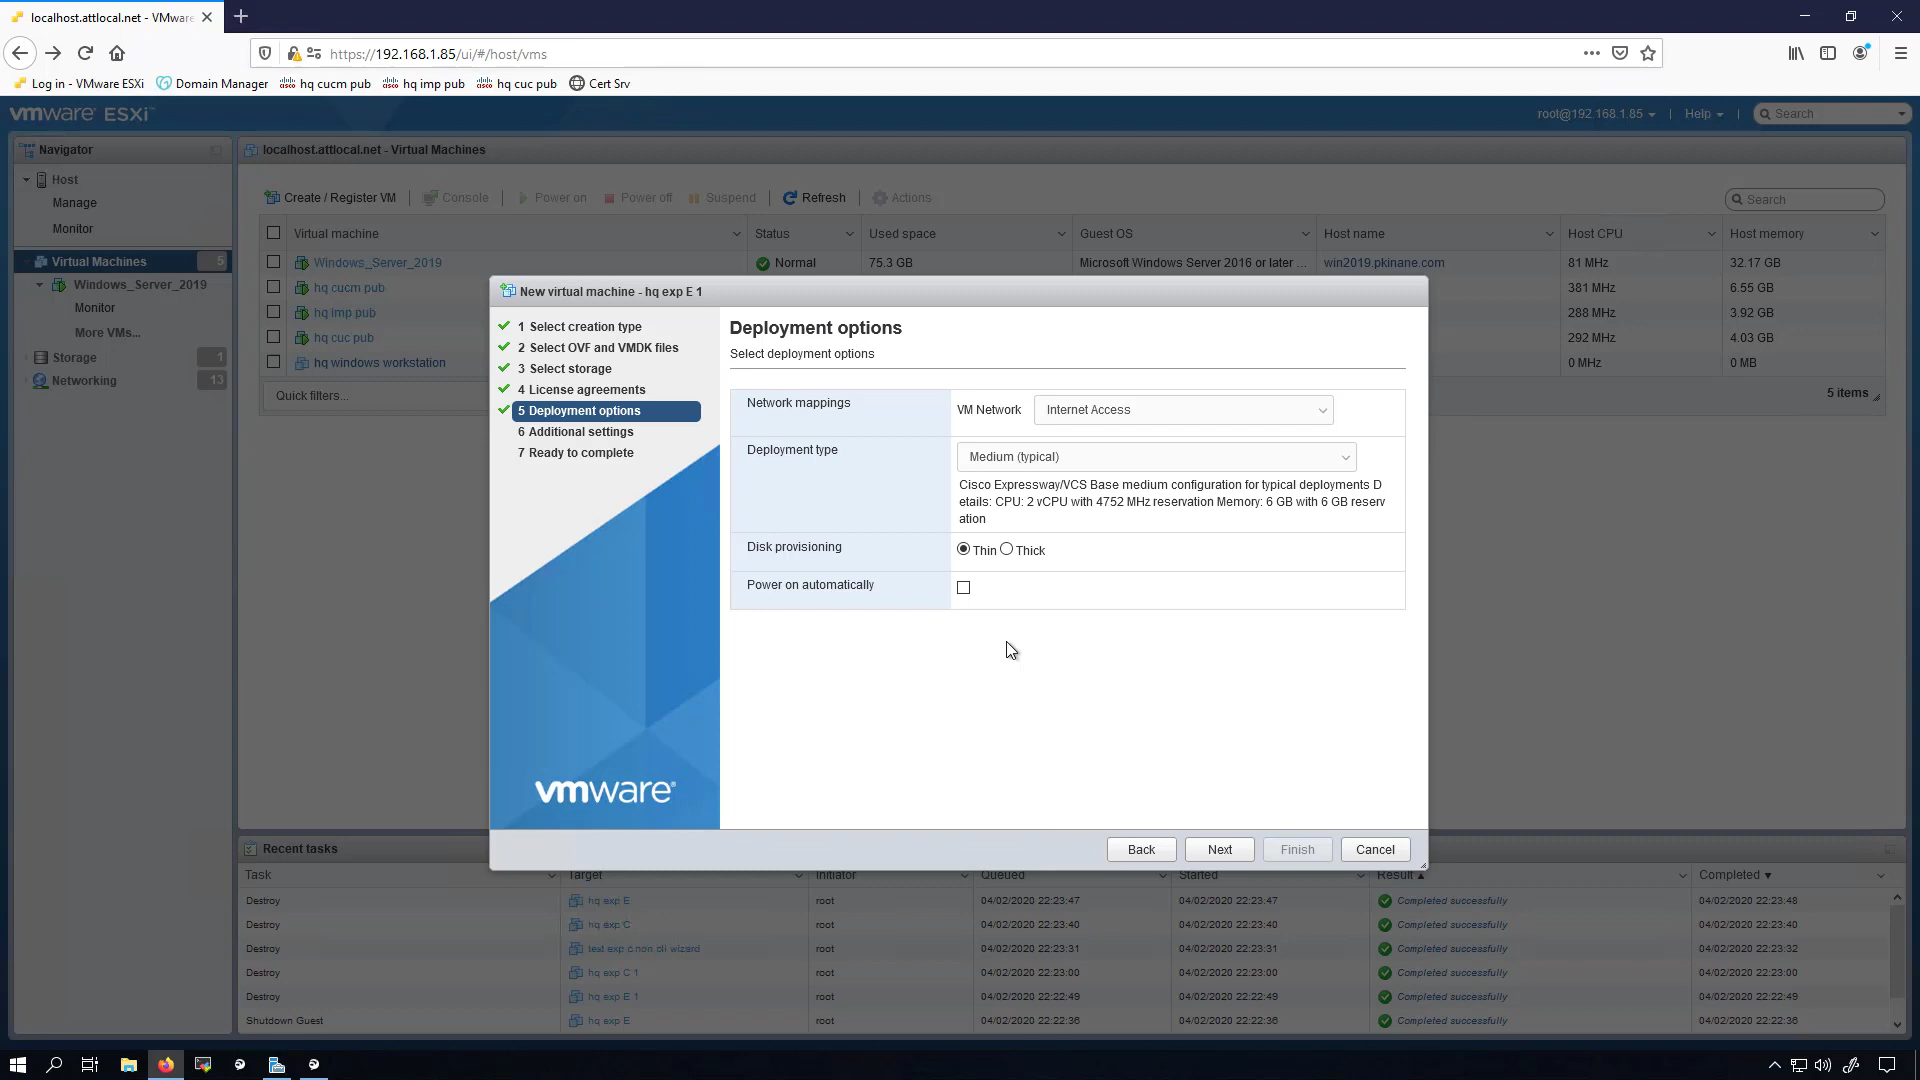 localhost.attlocal.net - VMware
https://192.168.1.85/ui/#/host/vms
Log in - VMware ESXi
Domain Manager
hq cucm pub
hq imp pub
hq cuc pub
Cert Srv
vmware ESXi™
root@192.168.1.85
Help
Search
Navigator
Host
Manage
Monitor
Virtual Machines 5
Windows_Server_2019
Monitor
More VMs...
Storage 1
Networking 13
localhost.attlocal.net - Virtual Machines
Create / Register VM
Console
Power on
Power off
Suspend
Refresh
Actions
Search
Virtual machine Status Used space Guest OS Host name Host CPU Host memory
Windows_Server_2019 Normal 75.3 GB Microsoft Windows Server 2016 or later ... win2019.pkinane.com 81 MHz 32.17 GB
hq cucm pub 381 MHz 6.55 GB
hq imp pub 288 MHz 3.92 GB
hq cuc pub 292 MHz 4.03 GB
hq windows workstation 0 MHz 0 MB
Quick filters...
5 items
New virtual machine - hq exp E 1
1 Select creation type
2 Select OVF and VMDK files
3 Select storage
4 License agreements
5 Deployment options
6 Additional settings
7 Ready to complete
vmware®
Deployment options
Select deployment options
Network mappings
VM Network
Internet Access
Deployment type
Medium (typical)
Cisco Expressway/VCS Base medium configuration for typical deployments D
etails: CPU: 2 vCPU with 4752 MHz reservation Memory: 6 GB with 6 GB reserv
ation
Disk provisioning
Thin
Thick
Power on automatically
Back
Next
Finish
Cancel
Recent tasks
Task Target Initiator Queued Started Result Completed
Destroy hq exp E root 04/02/2020 22:23:47 04/02/2020 22:23:47 Completed successfully 04/02/2020 22:23:48
Destroy hq exp C root 04/02/2020 22:23:40 04/02/2020 22:23:40 Completed successfully 04/02/2020 22:23:40
Destroy test exp c non cli wizard root 04/02/2020 22:23:31 04/02/2020 22:23:31 Completed successfully 04/02/2020 22:23:32
Destroy hq exp C 1 root 04/02/2020 22:23:00 04/02/2020 22:23:00 Completed successfully 04/02/2020 22:23:00
Destroy hq exp E 1 root 04/02/2020 22:22:49 04/02/2020 22:22:49 Completed successfully 04/02/2020 22:22:49
Shutdown Guest hq exp E root 04/02/2020 22:22:36 04/02/2020 22:22:36 Completed successfully 04/02/2020 22:22:36